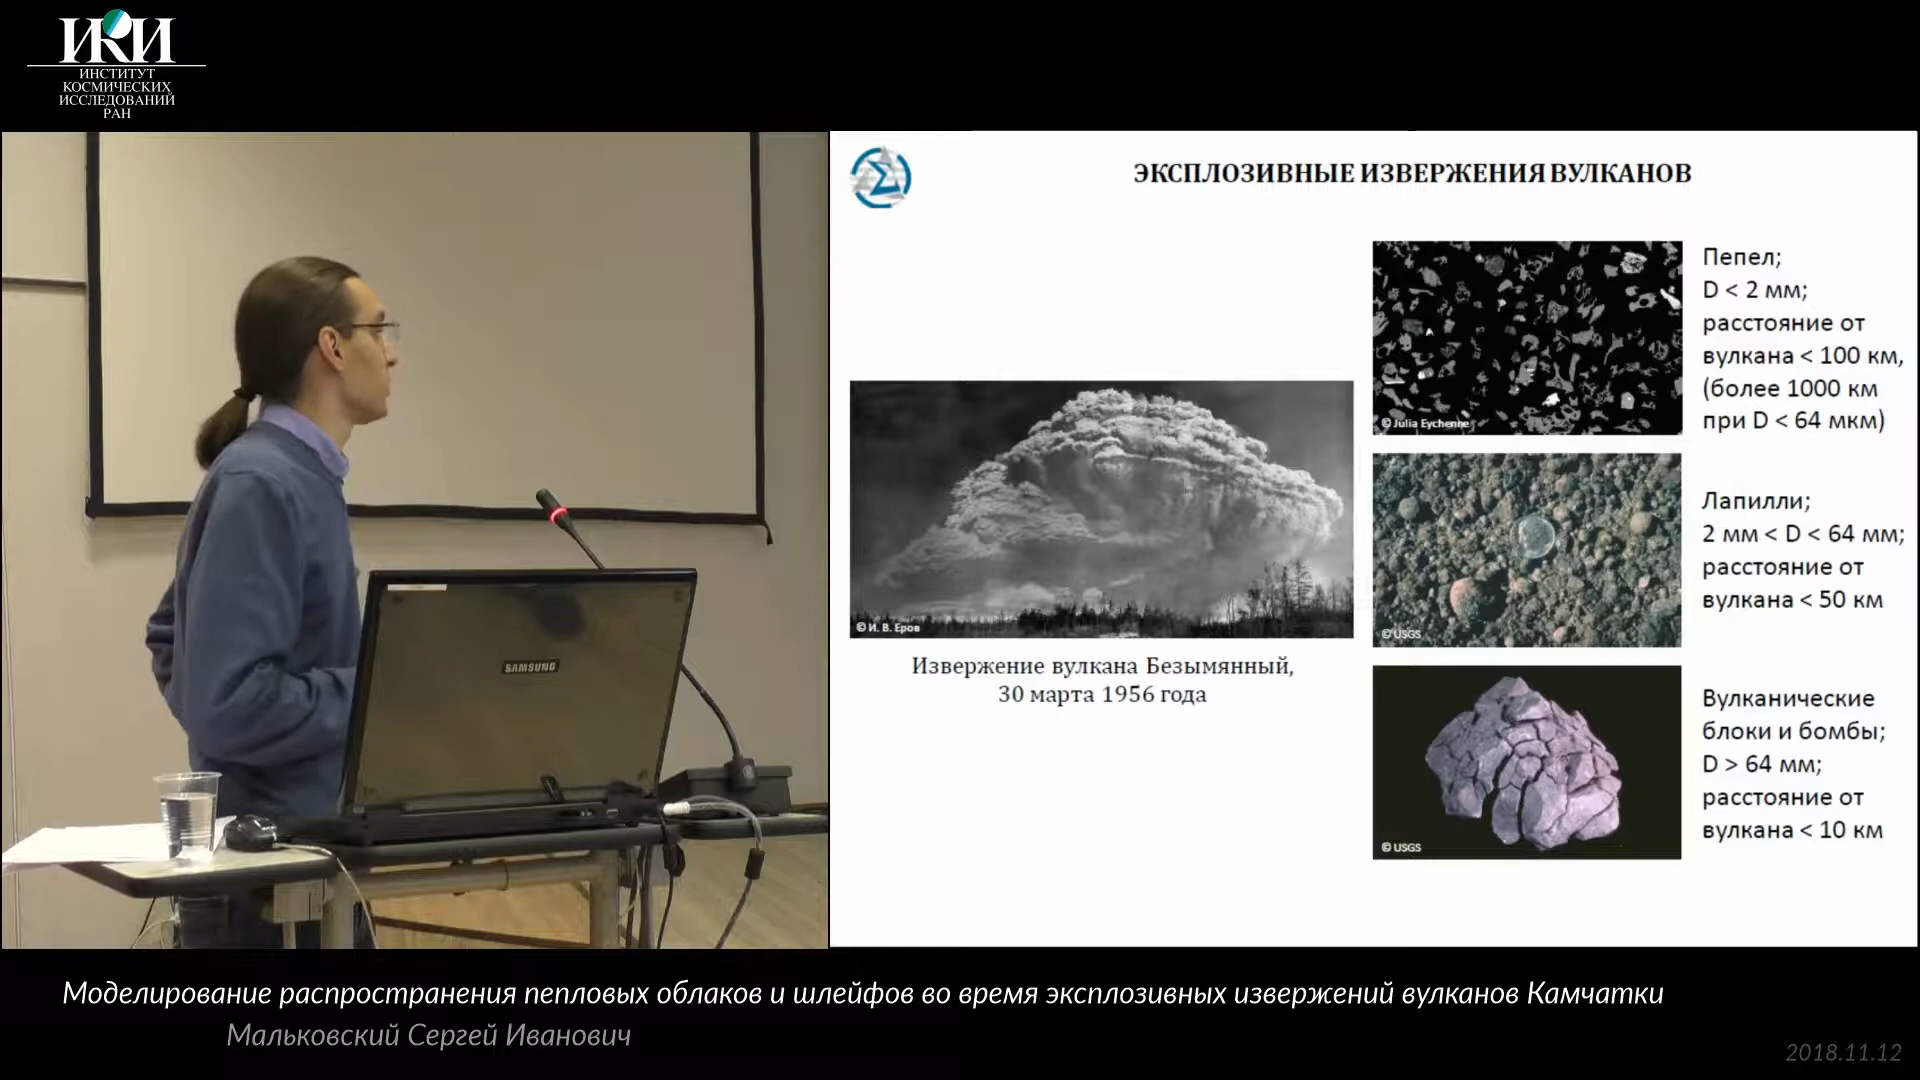 ИКИ
ИНСТИТУТ
КОСМИЧЕСКИХ
ИССЛЕДОВАНИЙ
РАН
SAMSUNG
ЭКСПЛОЗИВНЫЕ ИЗВЕРЖЕНИЯ ВУЛКАНОВ
© И. В. Еров
Извержение вулкана Безымянный,
30 марта 1956 года
© Julia Eychenne
Пепел;
D < 2 мм;
расстояние от
вулкана < 100 км,
(более 1000 км
при D < 64 мкм)
© USGS
Лапилли;
2 мм < D < 64 мм;
расстояние от
вулкана < 50 км
© USGS
Вулканические
блоки и бомбы;
D > 64 мм;
расстояние от
вулкана < 10 км
Моделирование распространения пепловых облаков и шлейфов во время эксплозивных извержений вулканов Камчатки
Мальковский Сергей Иванович
2018.11.12